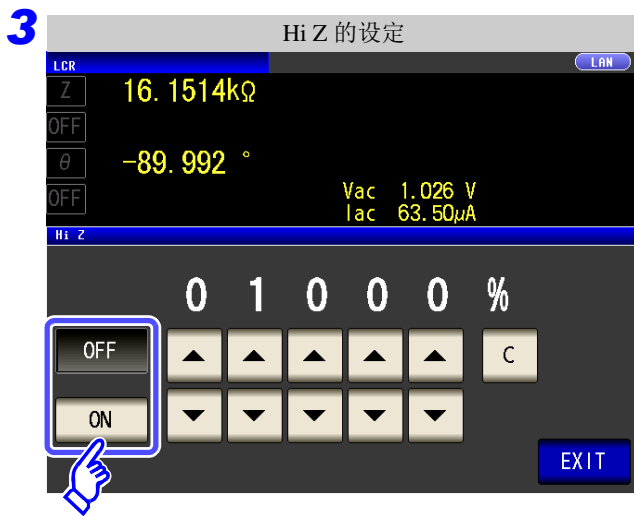 3
Hi Z 的设定
LCR
LAN
Z 16.1514kΩ
OFF
θ -89.992 °
OFF
Vac 1.026 V
Iac 63.50μA
Hi Z
0 1 0 0 0 %
OFF ▲ ▲ ▲ ▲ ▲ C
ON ▼ ▼ ▼ ▼ ▼
EXIT